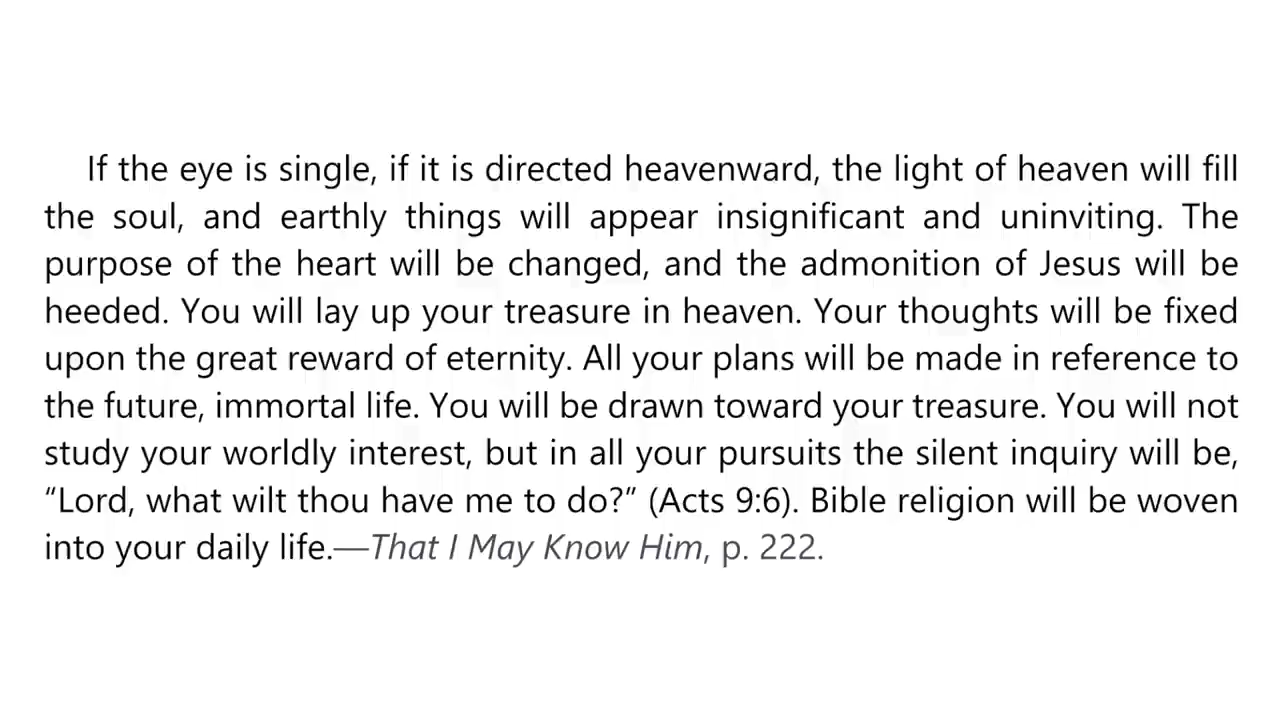 If the eye is single, if it is directed heavenward, the light of heaven will fill
the soul, and earthly things will appear insignificant and uninviting. The
purpose of the heart will be changed, and the admonition of Jesus will be
heeded. You will lay up your treasure in heaven. Your thoughts will be fixed
upon the great reward of eternity. All your plans will be made in reference to
the future, immortal life. You will be drawn toward your treasure. You will not
study your worldly interest, but in all your pursuits the silent inquiry will be,
“Lord, what wilt thou have me to do?” (Acts 9:6). Bible religion will be woven
into your daily life.—That I May Know Him, p. 222.